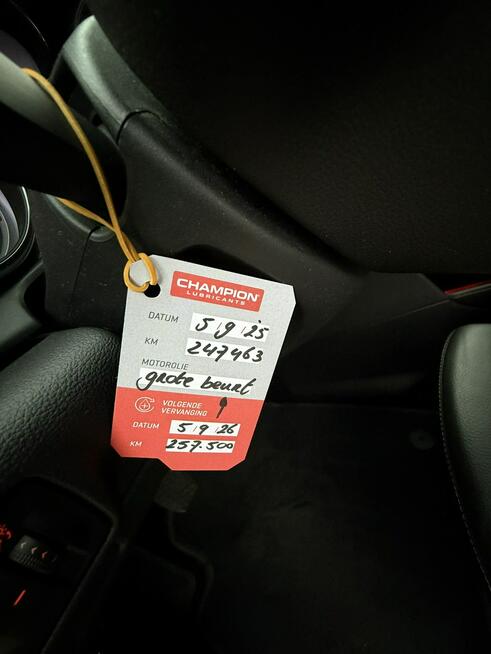 CHAMPION
LUBRICANTS
DATUM 5/9/25
KM 247463
MOTOROLIE
grote beurt
VOLGENDE
VERVANGING
DATUM 5/9/26
KM 257.500